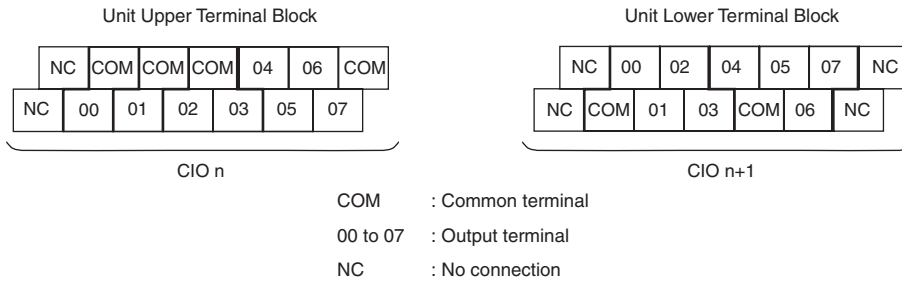 Unit Upper Terminal Block
Unit Lower Terminal Block
NC COM COM COM 04 06 COM
NC 00 01 02 03 05 07
CIO n
NC 00 02 04 05 07 NC
NC COM 01 03 COM 06 NC
CIO n+1
COM : Common terminal
00 to 07 : Output terminal
NC : No connection